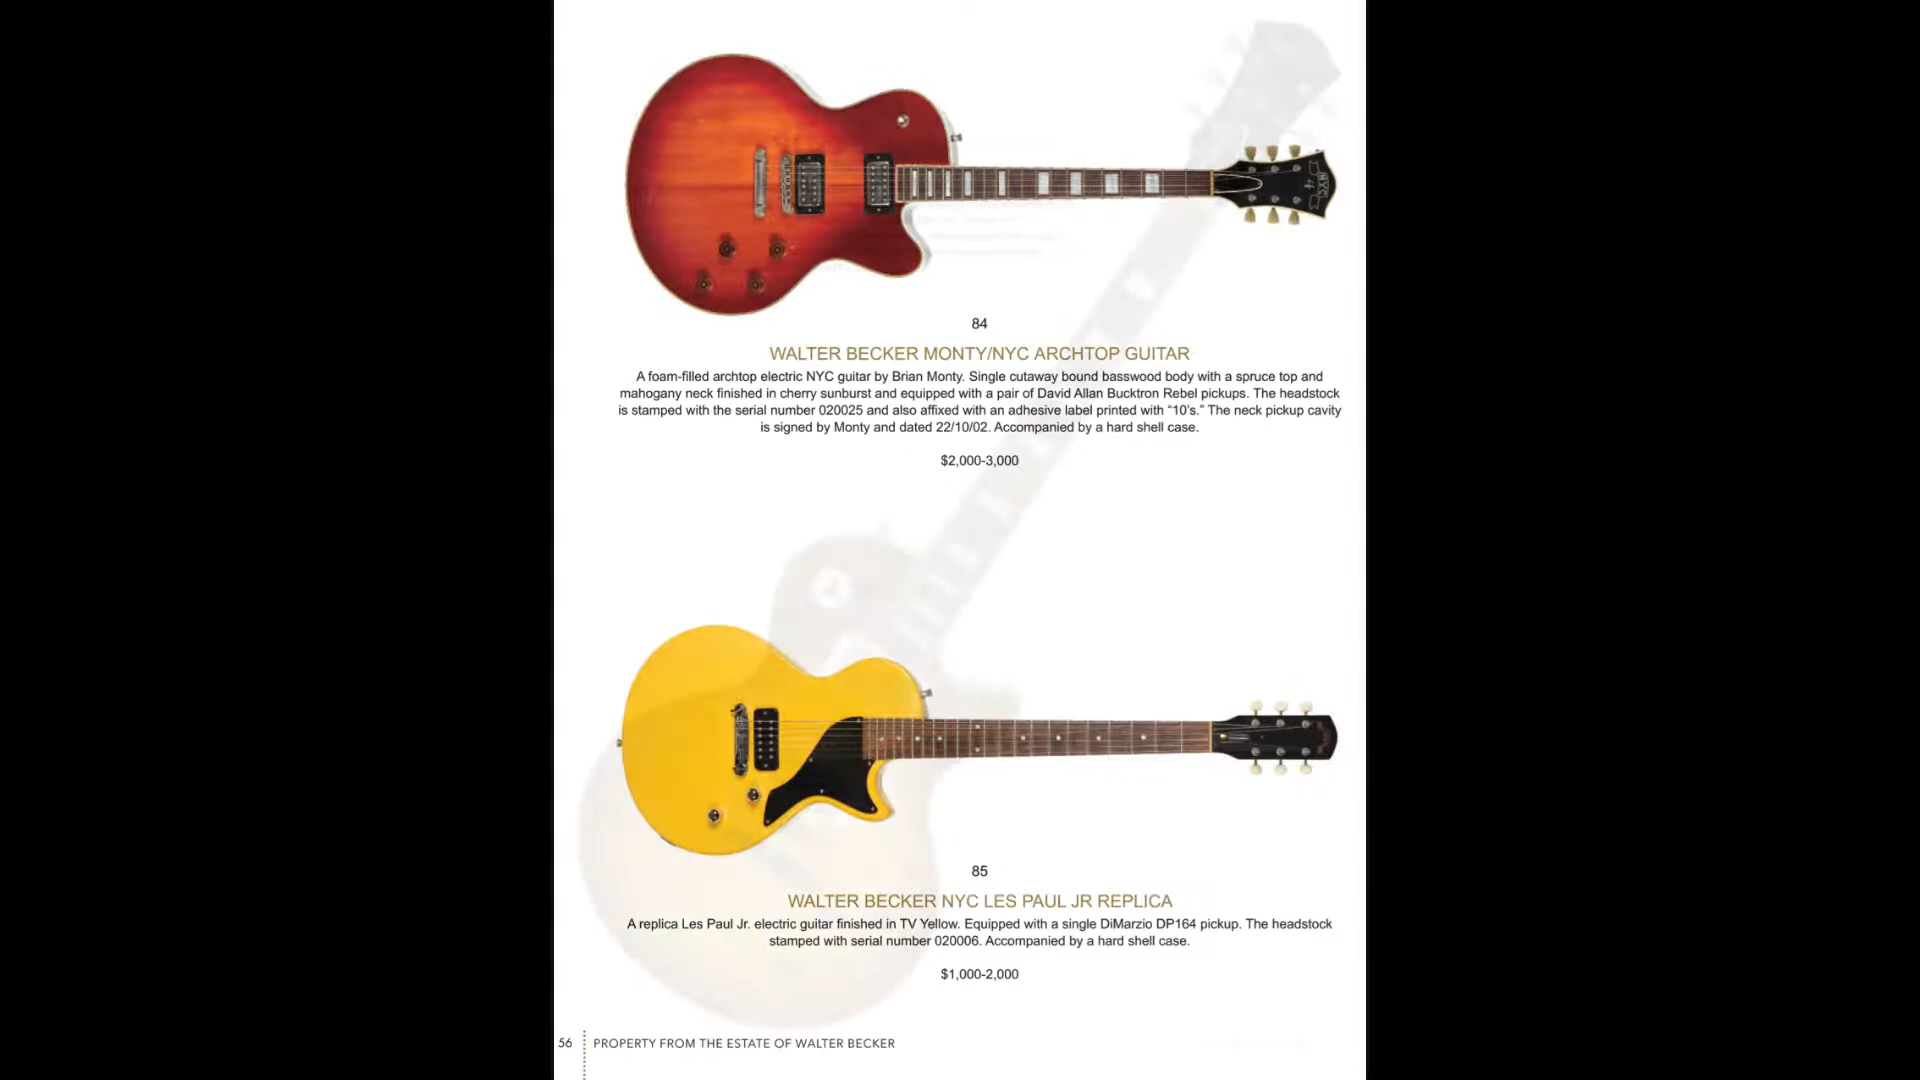 NYC
84
WALTER BECKER MONTY/NYC ARCHTOP GUITAR
A foam-filled archtop electric NYC guitar by Brian Monty. Single cutaway bound basswood body with a spruce top and
mahogany neck finished in cherry sunburst and equipped with a pair of David Allan Bucktron Rebel pickups. The headstock
is stamped with the serial number 020025 and also affixed with an adhesive label printed with “10’s.” The neck pickup cavity
is signed by Monty and dated 22/10/02. Accompanied by a hard shell case.
$2,000-3,000
85
WALTER BECKER NYC LES PAUL JR REPLICA
A replica Les Paul Jr. electric guitar finished in TV Yellow. Equipped with a single DiMarzio DP164 pickup. The headstock
stamped with serial number 020006. Accompanied by a hard shell case.
$1,000-2,000
56 PROPERTY FROM THE ESTATE OF WALTER BECKER